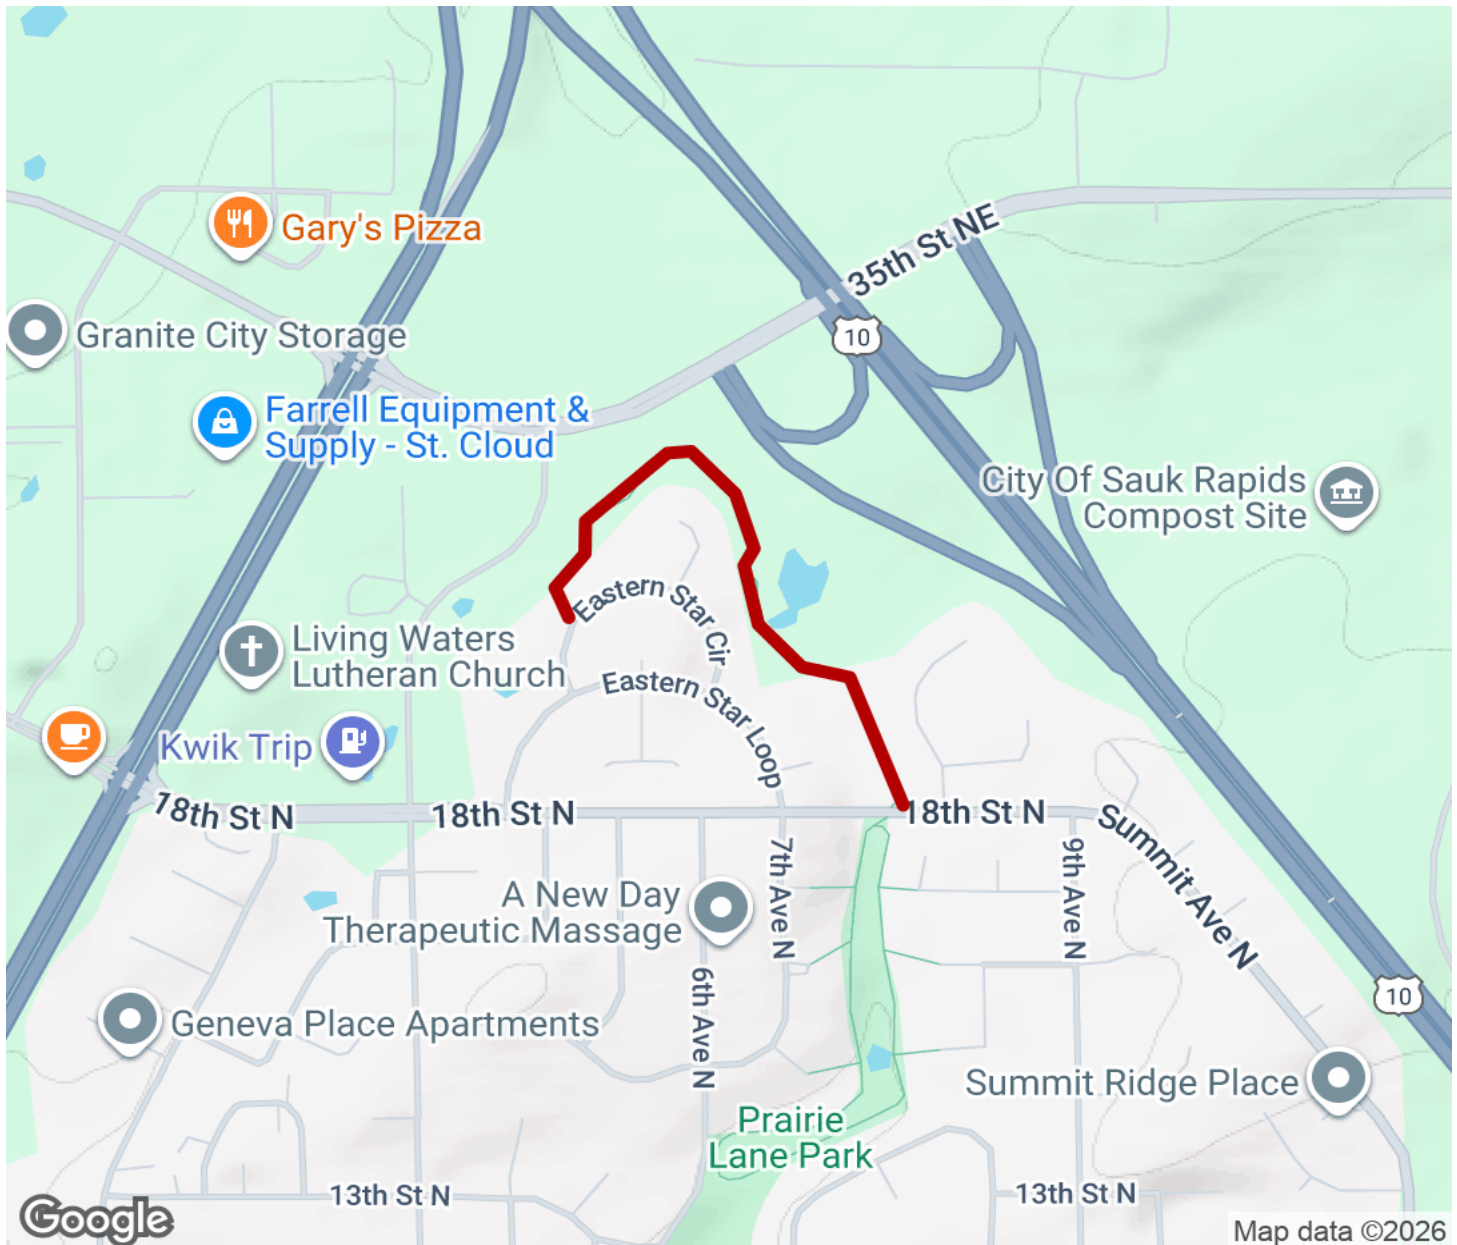 35th St NE
Gary's Pizza
10
Granite City Storage
Farrell Equipment &
Supply - St. Cloud
City Of Sauk Rapids
Compost Site
Eastern Star Cir
Living Waters
Lutheran Church
Eastern Star Loop
Kwik Trip
18th St N
18th St N
18th St N
Summit Ave N
7th Ave N
9th Ave N
A New Day
Therapeutic Massage
6th Ave N
10
Geneva Place Apartments
Summit Ridge Place
Prairie
Lane Park
13th St N
13th St N
Google
Map data ©2026